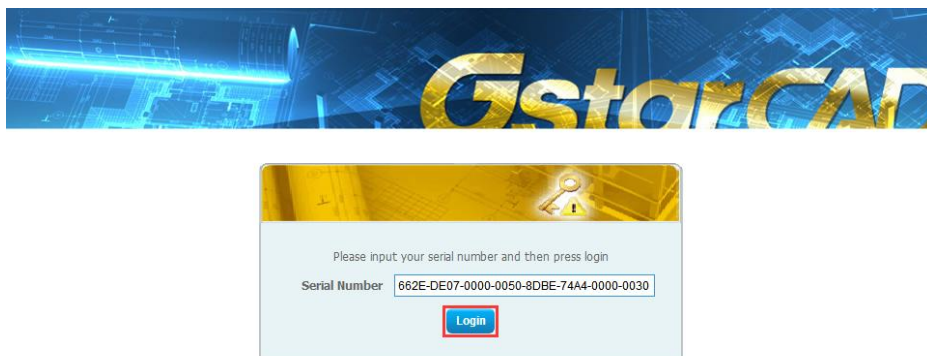 GstarCAD
Please input your serial number and then press login
Serial Number 662E-DE07-0000-0050-8DBE-74A4-0000-0030
Login